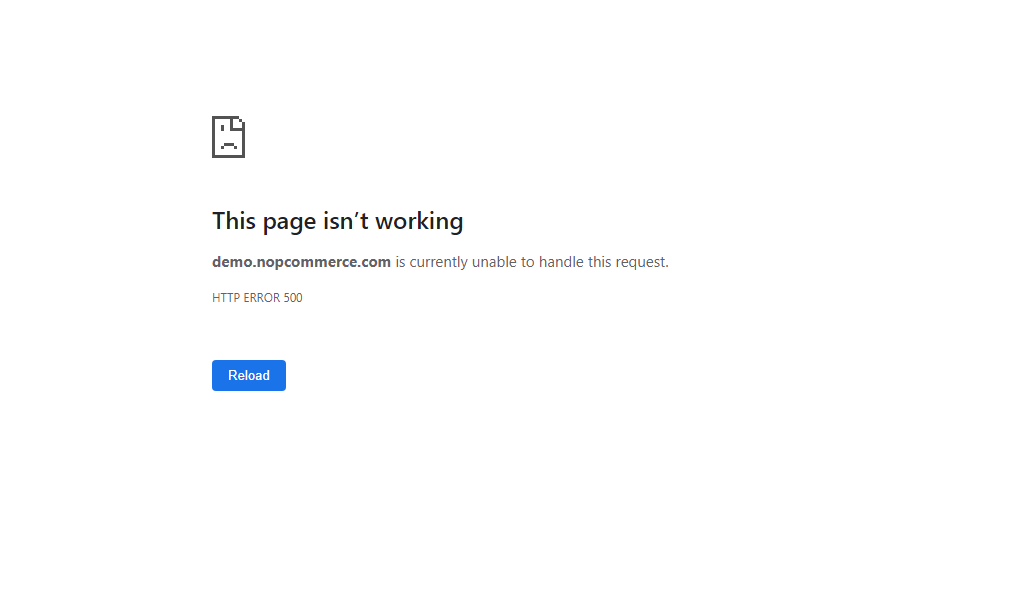 This page isn’t working
demo.nopcommerce.com is currently unable to handle this request.
HTTP ERROR 500
Reload